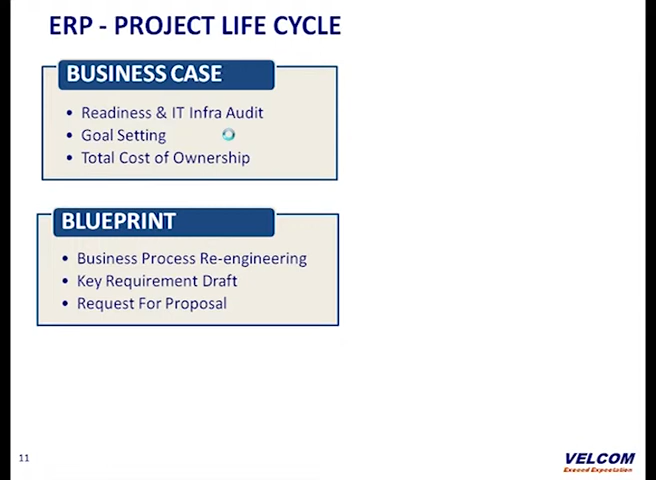 ERP - PROJECT LIFE CYCLE
BUSINESS CASE
• Readiness & IT Infra Audit
• Goal Setting
• Total Cost of Ownership
BLUEPRINT
• Business Process Re-engineering
• Key Requirement Draft
• Request For Proposal
11
VELCOM
Exceed Expectation